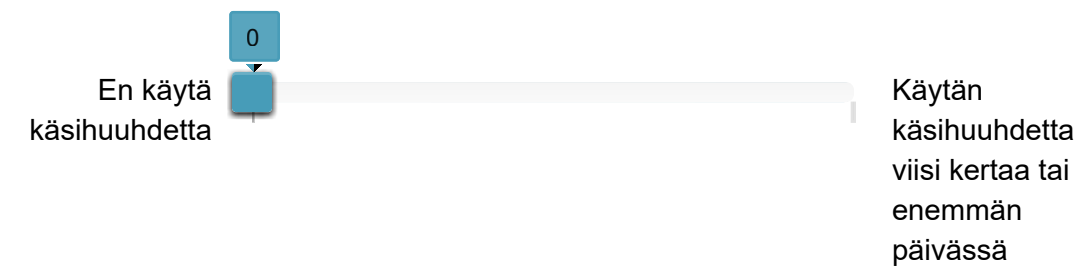 0
En käytä
käsihuuhdetta
Käytän
käsihuuhdetta
viisi kertaa tai
enemmän
päivässä